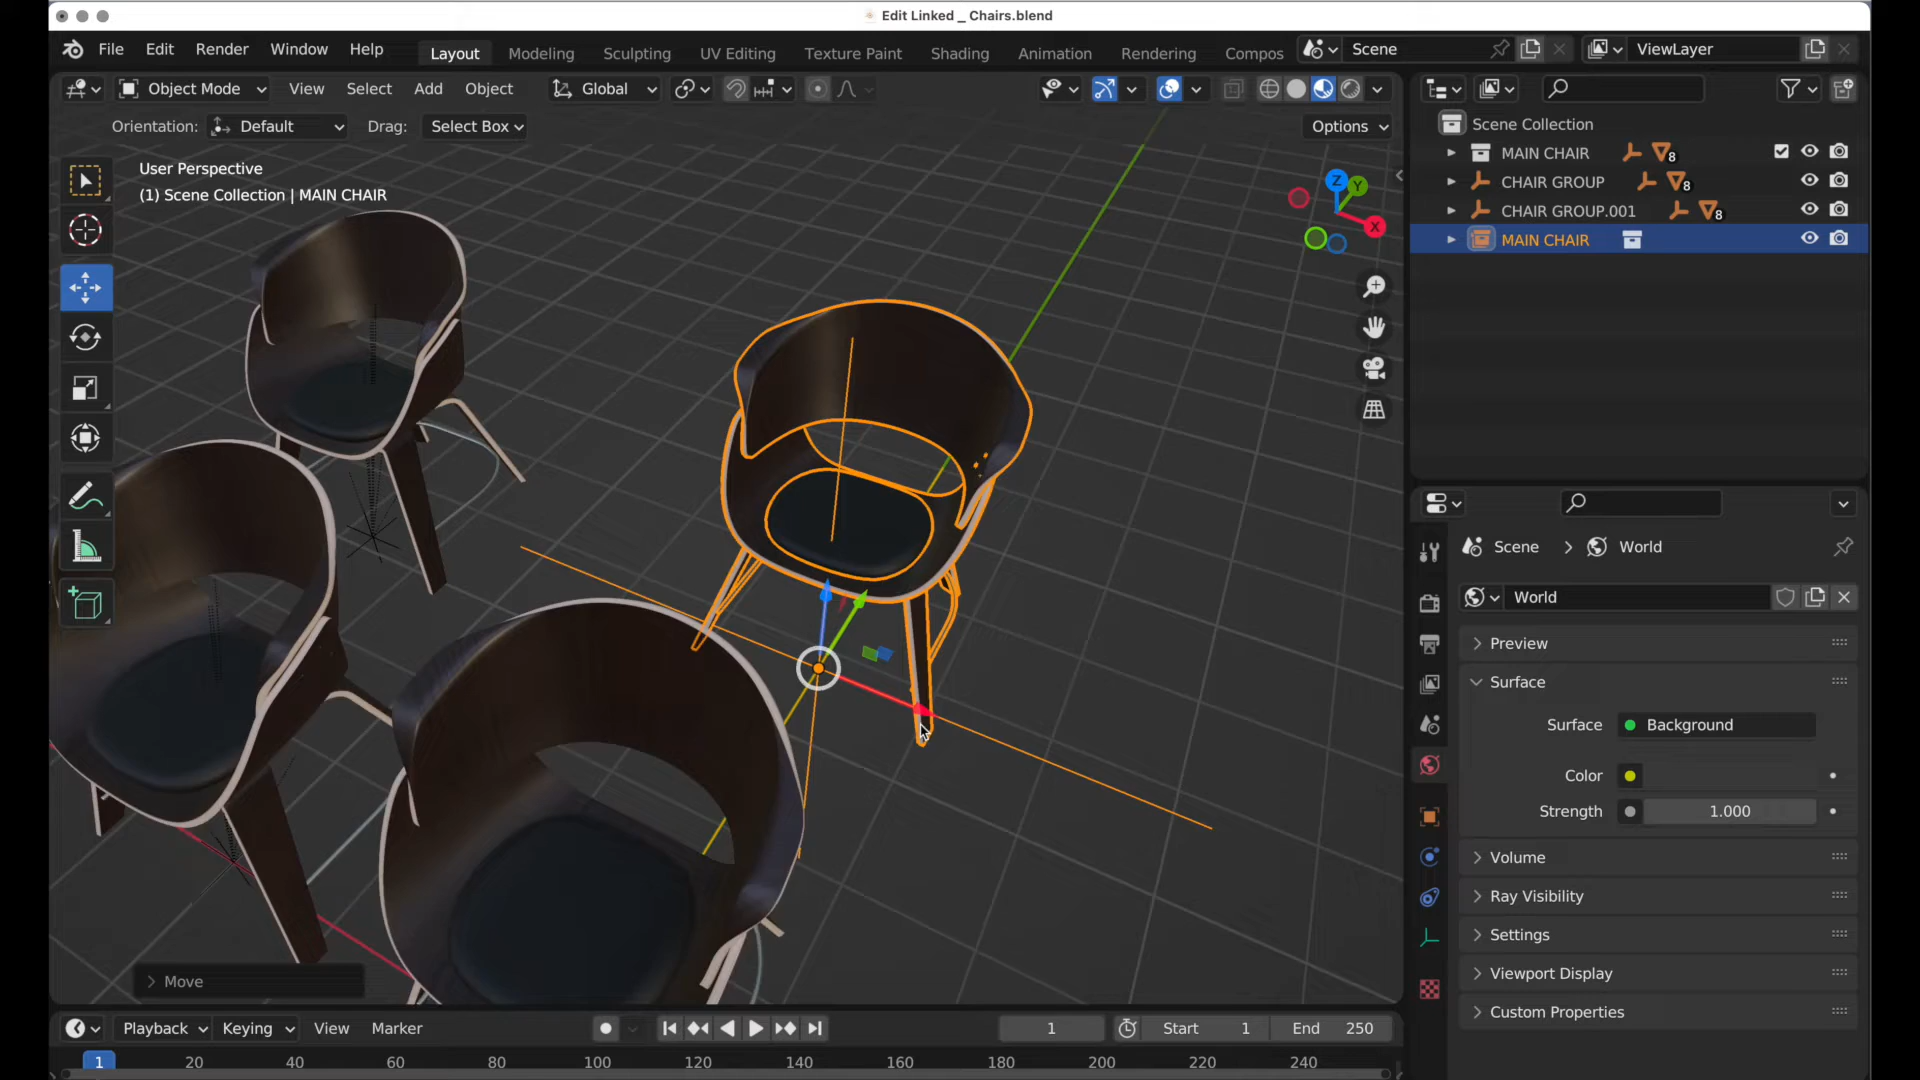 Edit Linked _ Chairs.blend
File Edit Render Window Help Layout Modeling Sculpting UV Editing Texture Paint Shading Animation Rendering Compos Scene ViewLayer
Object Mode View Select Add Object Global
Orientation: Default Drag: Select Box Options
User Perspective
(1) Scene Collection | MAIN CHAIR
Z
Y
X
Scene Collection
MAIN CHAIR 8
CHAIR GROUP 8
CHAIR GROUP.001 8
MAIN CHAIR
Scene World
World
Preview
Surface
Surface Background
Color
Strength 1.000
Volume
Ray Visibility
Settings
Viewport Display
Custom Properties
Move
Playback Keying View Marker 1 Start 1 End 250
1 20 40 60 80 100 120 140 160 180 200 220 240